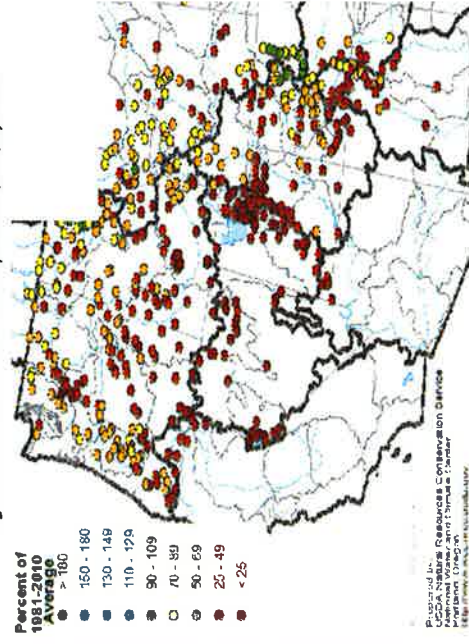 Percent of
1981-2010
Average
> 180
150 - 180
130 - 149
110 - 129
90 - 109
70 - 89
50 - 69
25 - 49
< 25
Prepared by:
USDA Natural Resources Conservation Service
National Water and Climate Center
Portland, Oregon